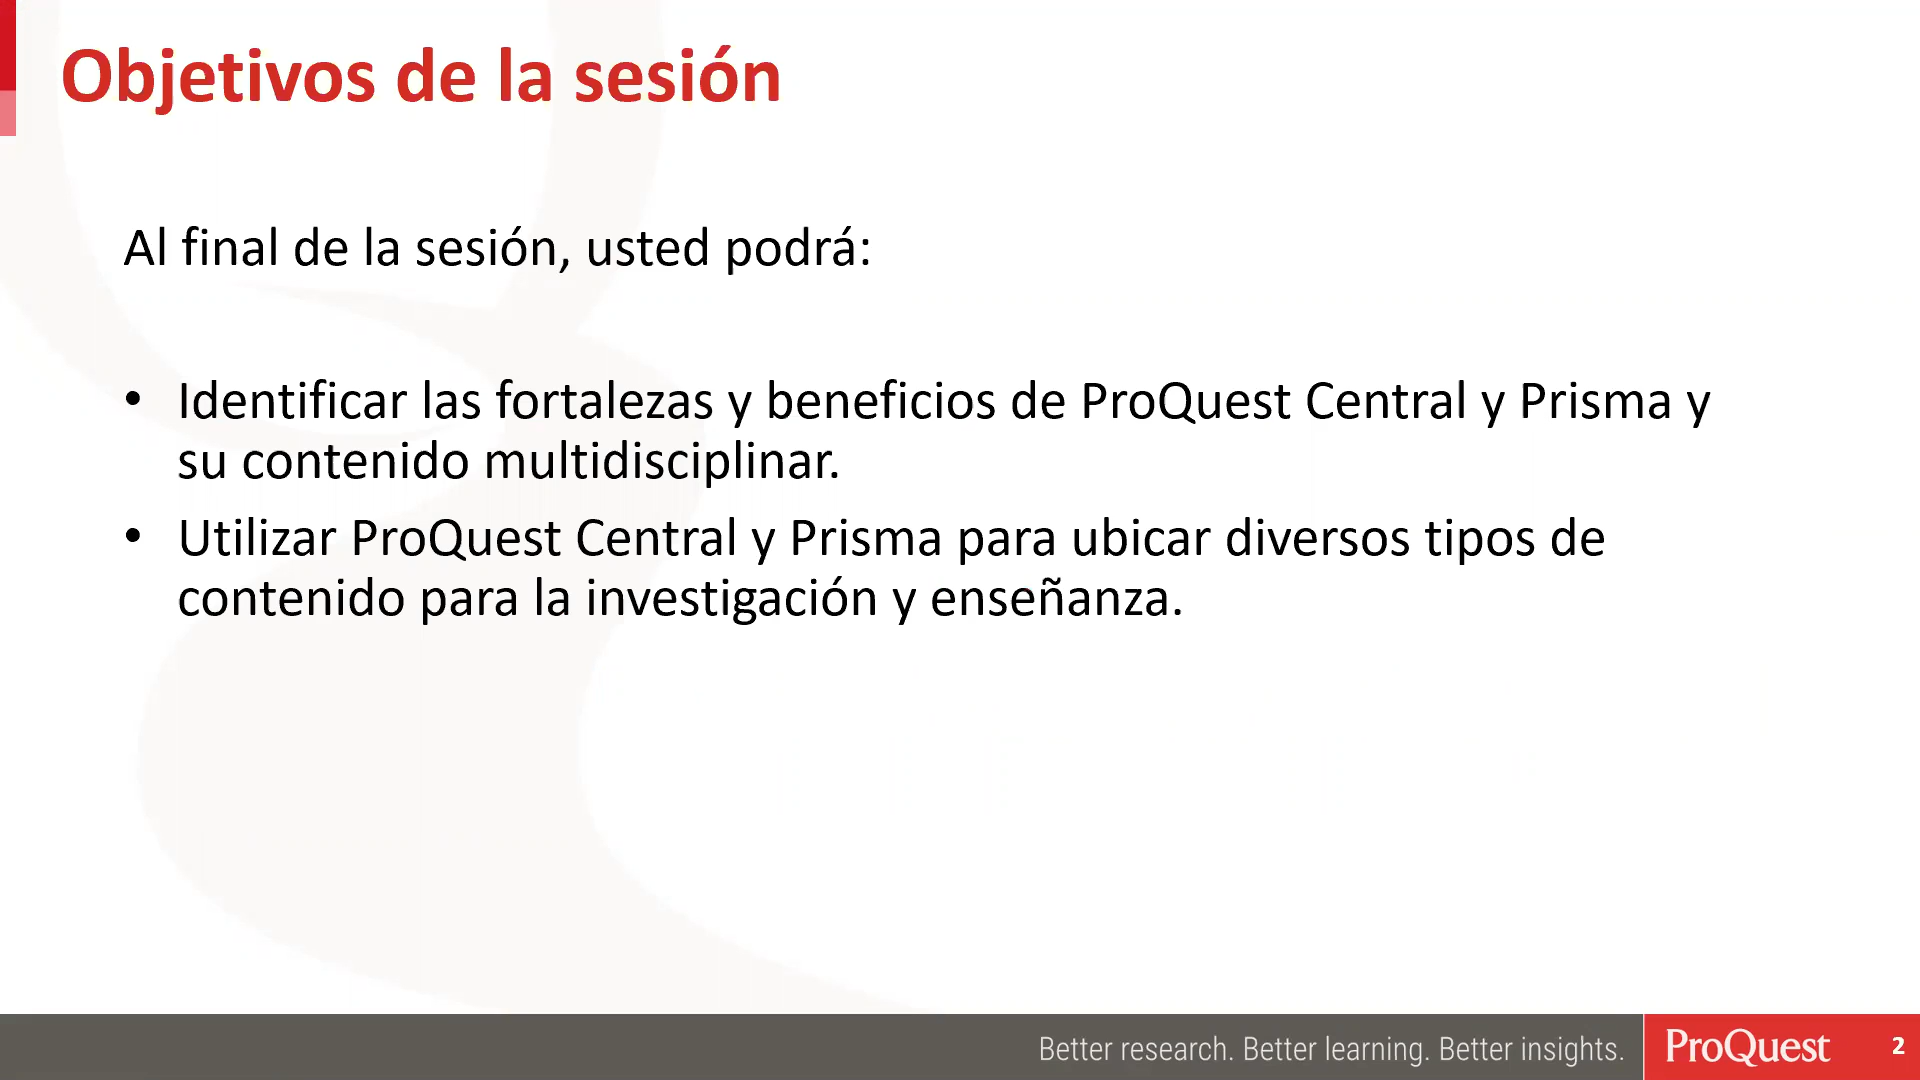 Objetivos de la sesión
Al final de la sesión, usted podrá:
• Identificar las fortalezas y beneficios de ProQuest Central y Prisma y
su contenido multidisciplinar.
• Utilizar ProQuest Central y Prisma para ubicar diversos tipos de
contenido para la investigación y enseñanza.
Better research. Better learning. Better insights.
ProQuest
2